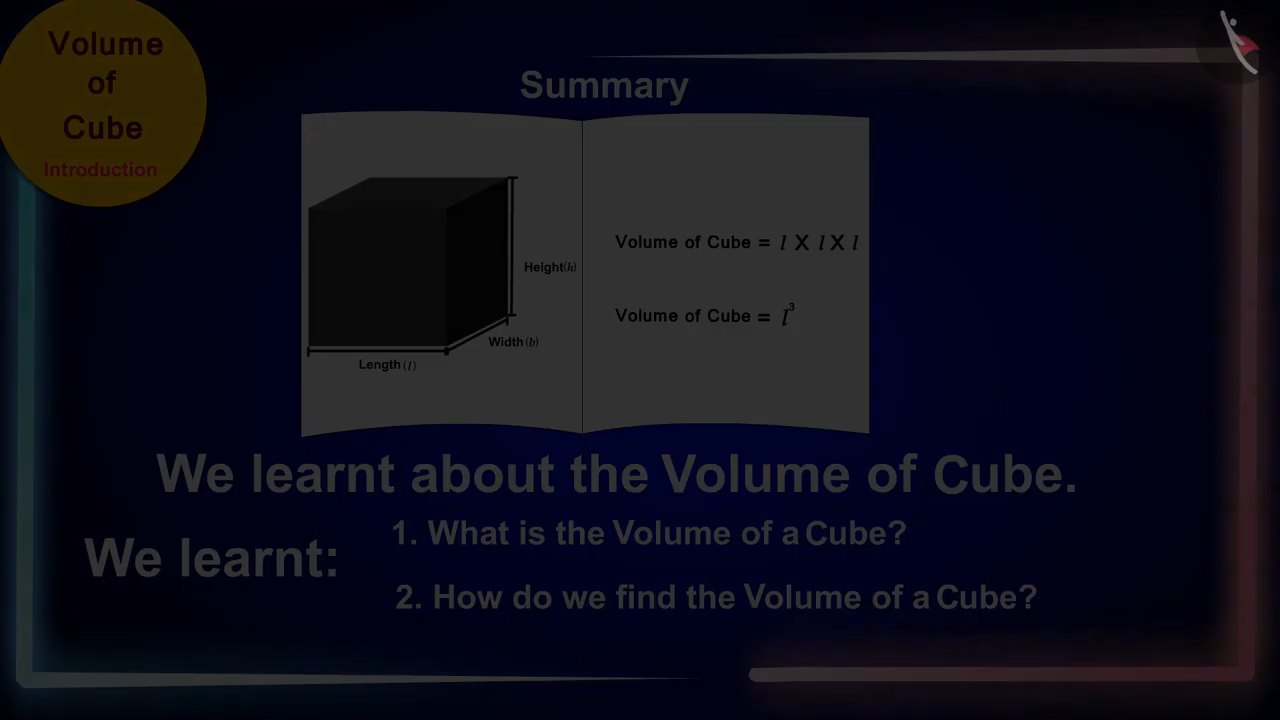 Volume
of
Cube
Introduction
Summary
Height(h)
Width(b)
Length(l)
Volume of Cube = l X l X l
Volume of Cube = l³
We learnt about the Volume of Cube.
We learnt:
1. What is the Volume of a Cube?
2. How do we find the Volume of a Cube?